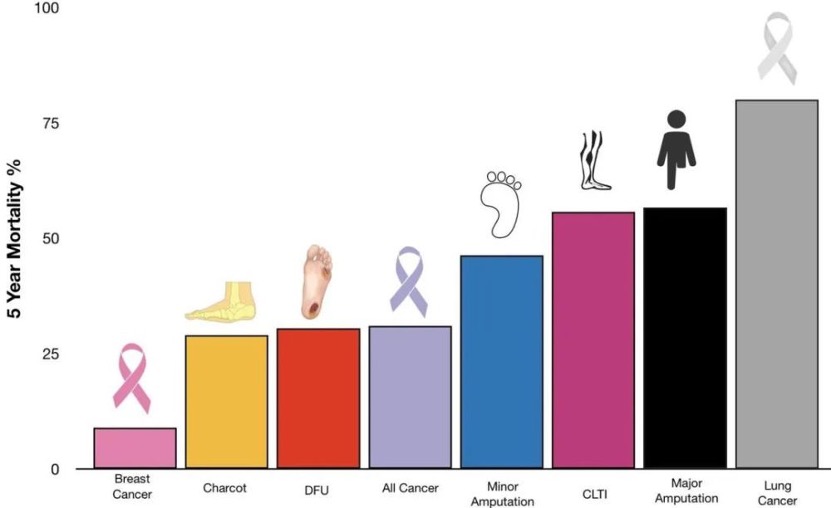 100
75
50
25
0
5 Year Mortality %
Breast
Cancer
Charcot
DFU
All Cancer
Minor
Amputation
CLTI
Major
Amputation
Lung
Cancer